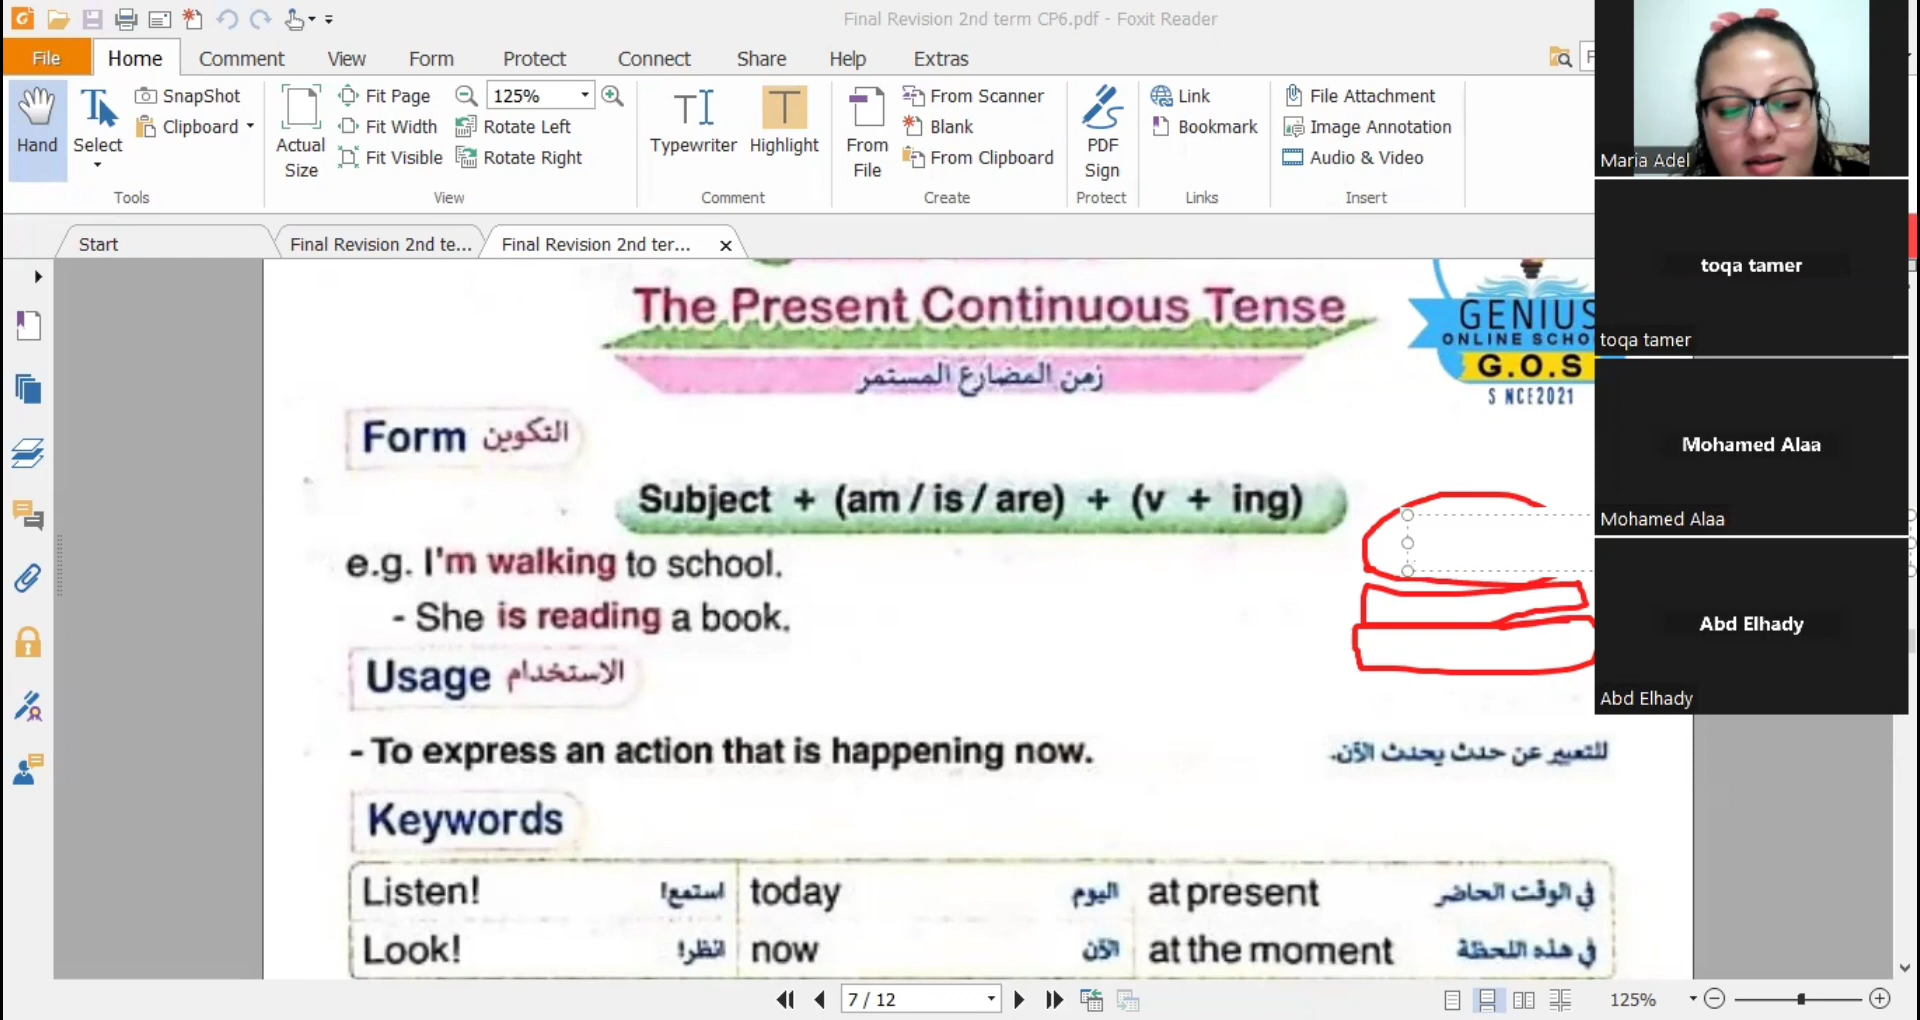 Final Revision 2nd term CP6.pdf - Foxit Reader
File
Home
Comment
View
Form
Protect
Connect
Share
Help
Extras
Hand
Select
SnapShot
Clipboard
Tools
Actual Size
Fit Page
Fit Width
Fit Visible
125%
Rotate Left
Rotate Right
View
Typewriter
Highlight
Comment
From File
From Scanner
Blank
From Clipboard
Create
PDF Sign
Protect
Link
Bookmark
Links
File Attachment
Image Annotation
Audio & Video
Insert
Start
Final Revision 2nd te...
Final Revision 2nd ter...
The Present Continuous Tense
زمن المضارع المستمر
GENIUS
ONLINE SCHO
G.O.S
S NCE2021
Form التكوين
Subject + (am / is / are) + (v + ing)
e.g. I'm walking to school.
- She is reading a book.
Usage الاستخدام
- To express an action that is happening now. للتعبير عن حدث يحدث الآن.
Keywords
Listen! استمع! today اليوم at present في الوقت الحاضر
Look! انظر! now الآن at the moment في هذه اللحظة
Maria Adel
toqa tamer
toqa tamer
Mohamed Alaa
Mohamed Alaa
Abd Elhady
Abd Elhady
7 / 12
125%